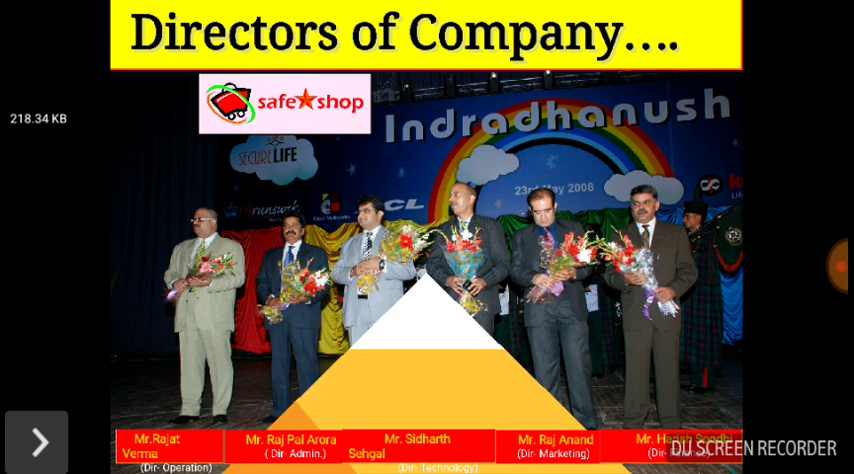 Directors of Company....
safe shop
218.34 KB
Indradhanush
SECURE LIFE
23rd May 2008
CL
Mr.Rajat
Verma
(Dir- Operation)
Mr. Raj Pal Arora
( Dir- Admin.)
Mr. Sidharth
Sehgal
(Dir- Technology)
Mr. Raj Anand
(Dir- Marketing)
Mr.
(Dir-
DU SCREEN RECORDER